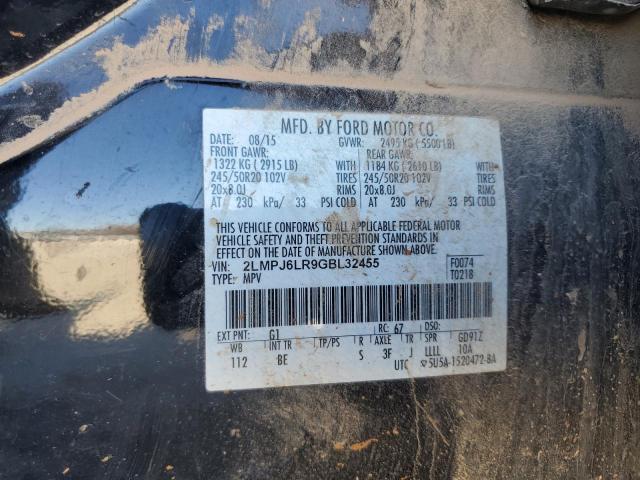 MFD. BY FORD MOTOR CO.
DATE: 08/15 GVWR: 2495 KG ( 5500 LB)
FRONT GAWR: REAR GAWR:
1322 KG ( 2915 LB) WITH 1184 KG ( 2610 LB) WITH
245/50R20 102V TIRES 245/50R20 102V TIRES
20x8.0J RIMS 20x8.0J RIMS
AT 230 kPa/ 33 PSI COLD AT 230 kPa/ 33 PSI COLD
THIS VEHICLE CONFORMS TO ALL APPLICABLE FEDERAL MOTOR
VEHICLE SAFETY AND THEFT PREVENTION STANDARDS IN
EFFECT ON THE DATE OF MANUFACTURE SHOWN ABOVE.
VIN: 2LMPJ6LR9GBL32455 F0074
TYPE: MPV T0218
EXT PNT: G1 RC: 67 DSO:
WB INT TR TP/PS R AXLE TR SPR GD91Z
112 BE S 3F J LLLL 10A
UTC 5U5A-1520472-BA